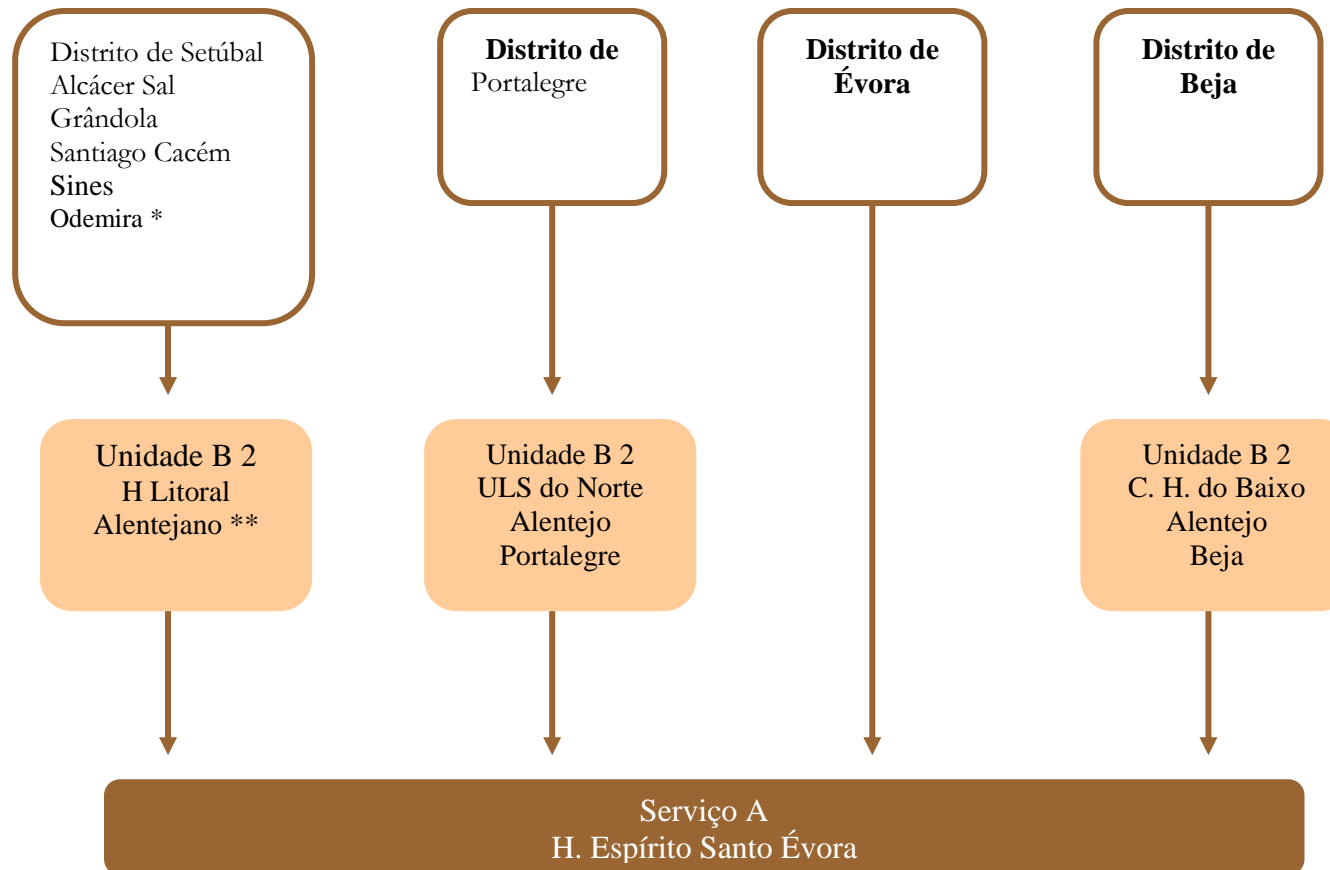 Distrito de Setúbal
Alcácer Sal
Grândola
Santiago Cacém
Sines
Odemira *
Distrito de
Portalegre
Distrito de
Évora
Distrito de
Beja
Unidade B 2
H Litoral
Alentejano **
Unidade B 2
ULS do Norte
Alentejo
Portalegre
Unidade B 2
C. H. do Baixo
Alentejo
Beja
Serviço A
H. Espírito Santo Évora